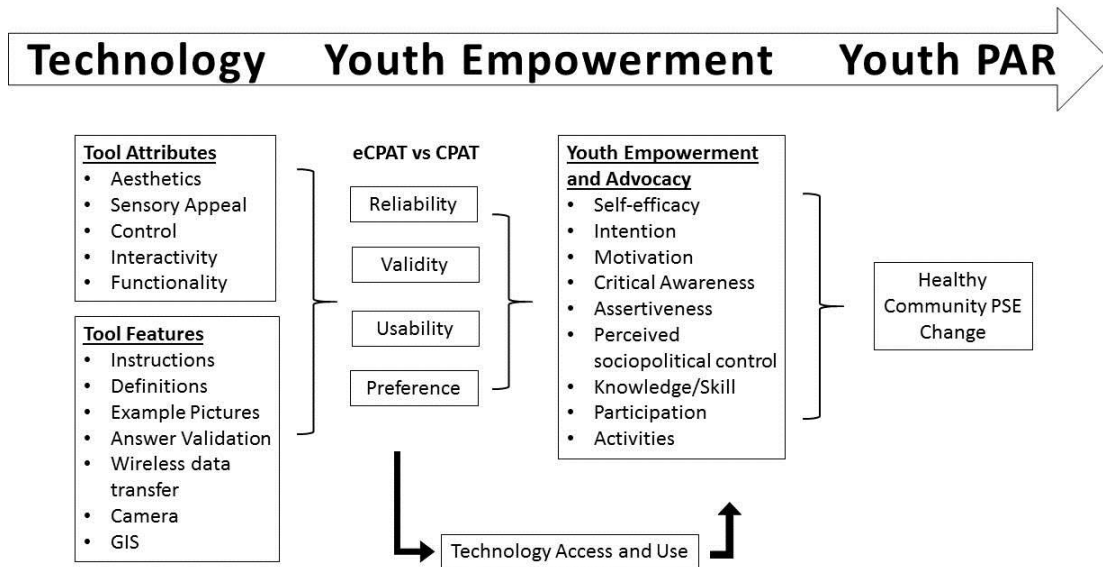 Technology Youth Empowerment Youth PAR
Tool Attributes
• Aesthetics
• Sensory Appeal
• Control
• Interactivity
• Functionality
Tool Features
• Instructions
• Definitions
• Example Pictures
• Answer Validation
• Wireless data
transfer
• Camera
• GIS
eCPAT vs CPAT
Reliability
Validity
Usability
Preference
Youth Empowerment
and Advocacy
• Self-efficacy
• Intention
• Motivation
• Critical Awareness
• Assertiveness
• Perceived
sociopolitical control
• Knowledge/Skill
• Participation
• Activities
Technology Access and Use
Healthy
Community PSE
Change